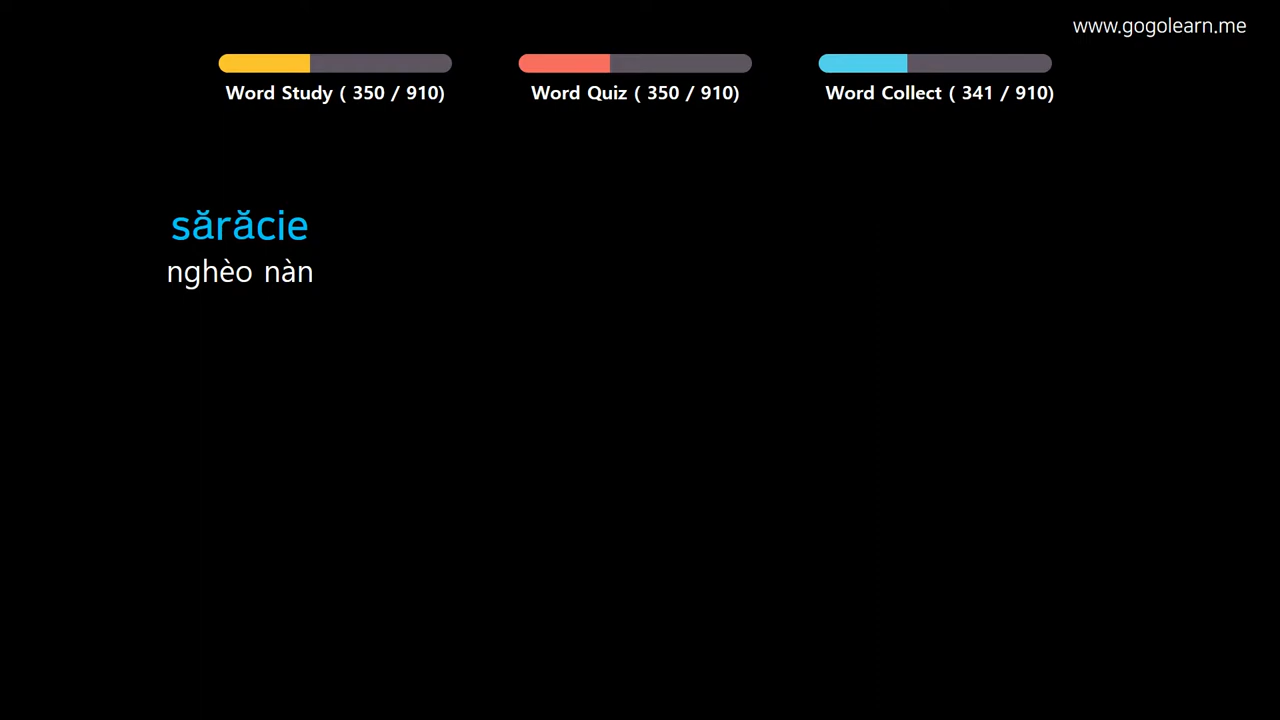 www.gogolearn.me
Word Study ( 350 / 910)
Word Quiz ( 350 / 910)
Word Collect ( 341 / 910)
sărăcie
nghèo nàn